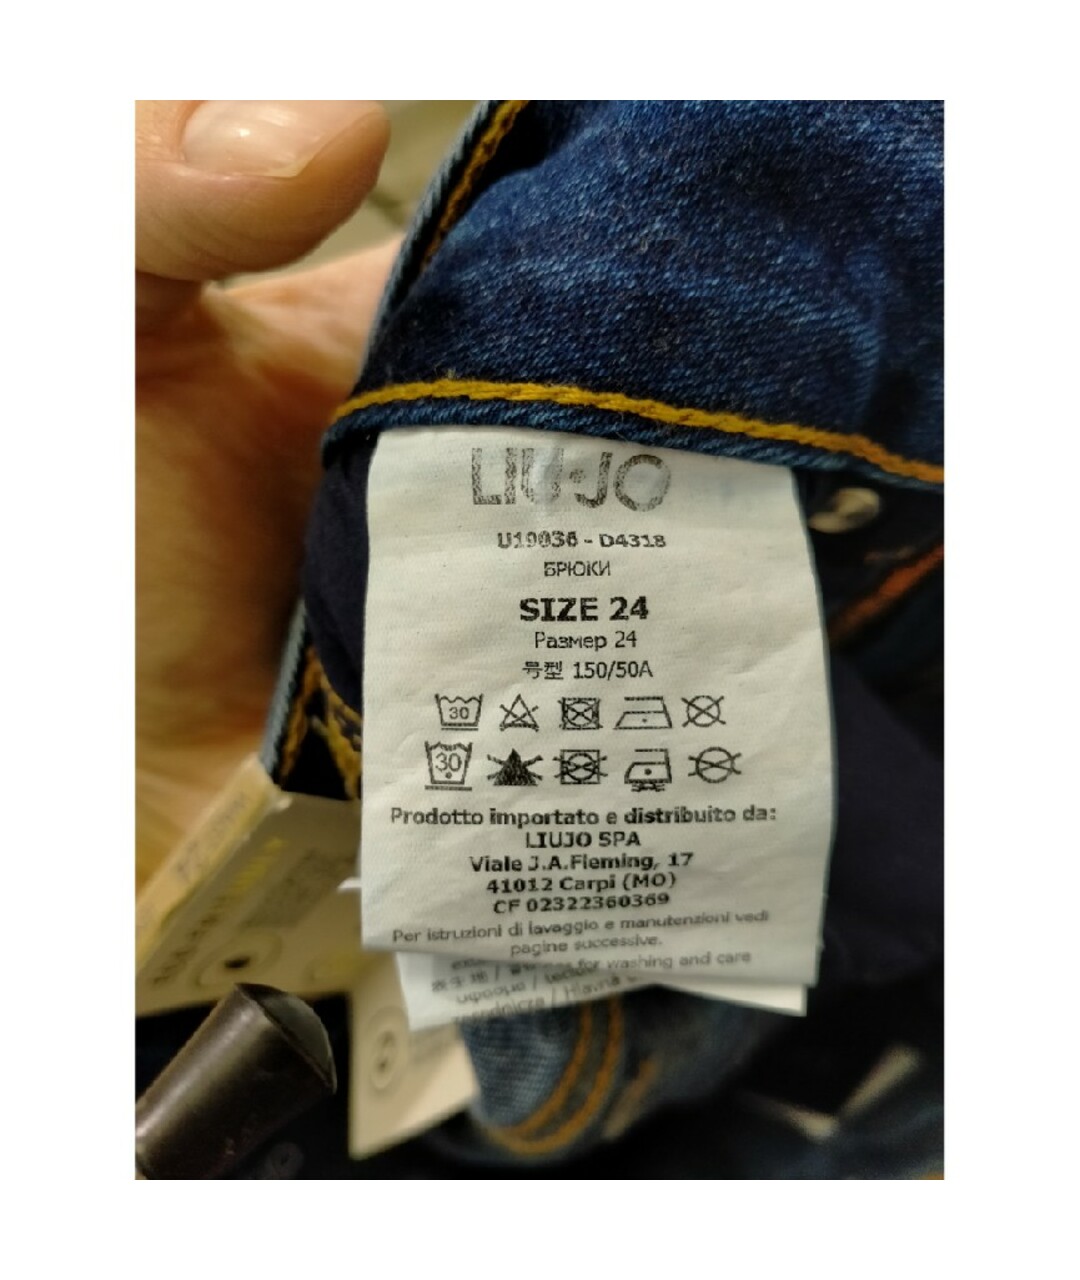 LIU·JO
U19036 - D4318
БРЮКИ
SIZE 24
Размер 24
号型 150/50A
30
30
Prodotto importato e distribuito da:
LIUJO SPA
Viale J.A.Fleming, 17
41012 Carpi (MO)
CF 02322360369
Per istruzioni di lavaggio e manutenzioni vedi
pagine successive.
for washing and care